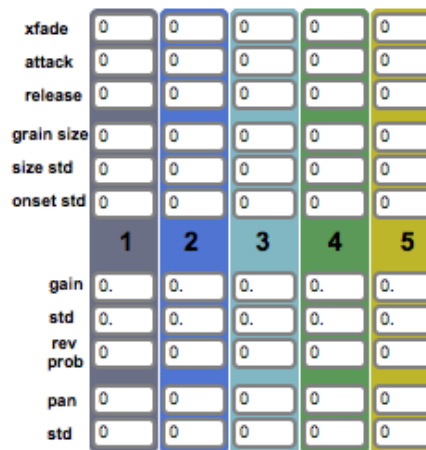 xfade 0 0 0 0 0
attack 0 0 0 0 0
release 0 0 0 0 0
grain size 0 0 0 0 0
size std 0 0 0 0 0
onset std 0 0 0 0 0
1 2 3 4 5
gain 0. 0. 0. 0. 0.
std 0. 0. 0. 0. 0.
rev
prob 0 0 0 0 0
pan 0 0 0 0 0
std 0 0 0 0 0